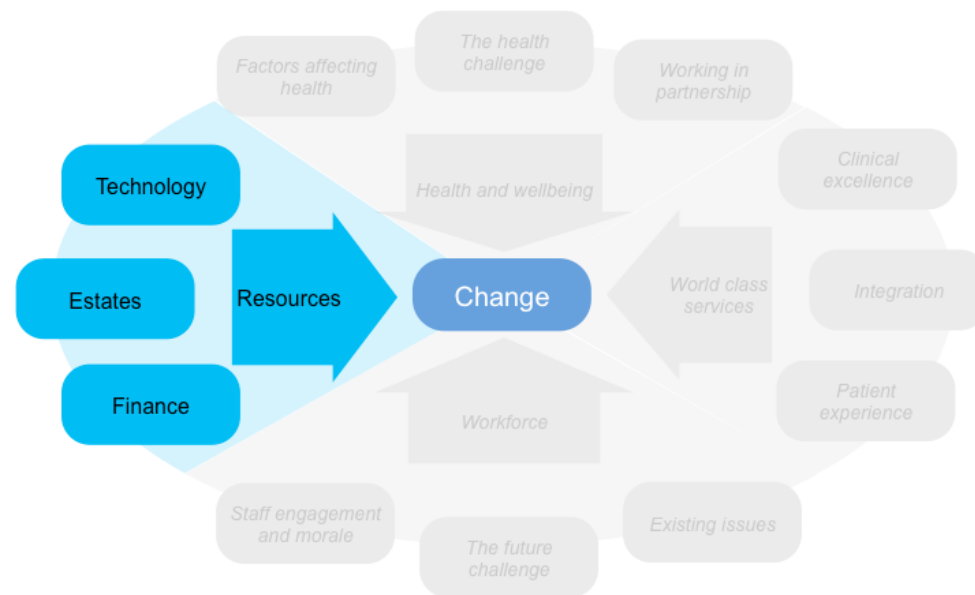 The health
challenge
Factors affecting
health
Working in
partnership
Clinical
excellence
Technology
Health and wellbeing
Estates
Resources
Change
World class
services
Integration
Finance
Workforce
Patient
experience
Staff engagement
and morale
The future
challenge
Existing issues